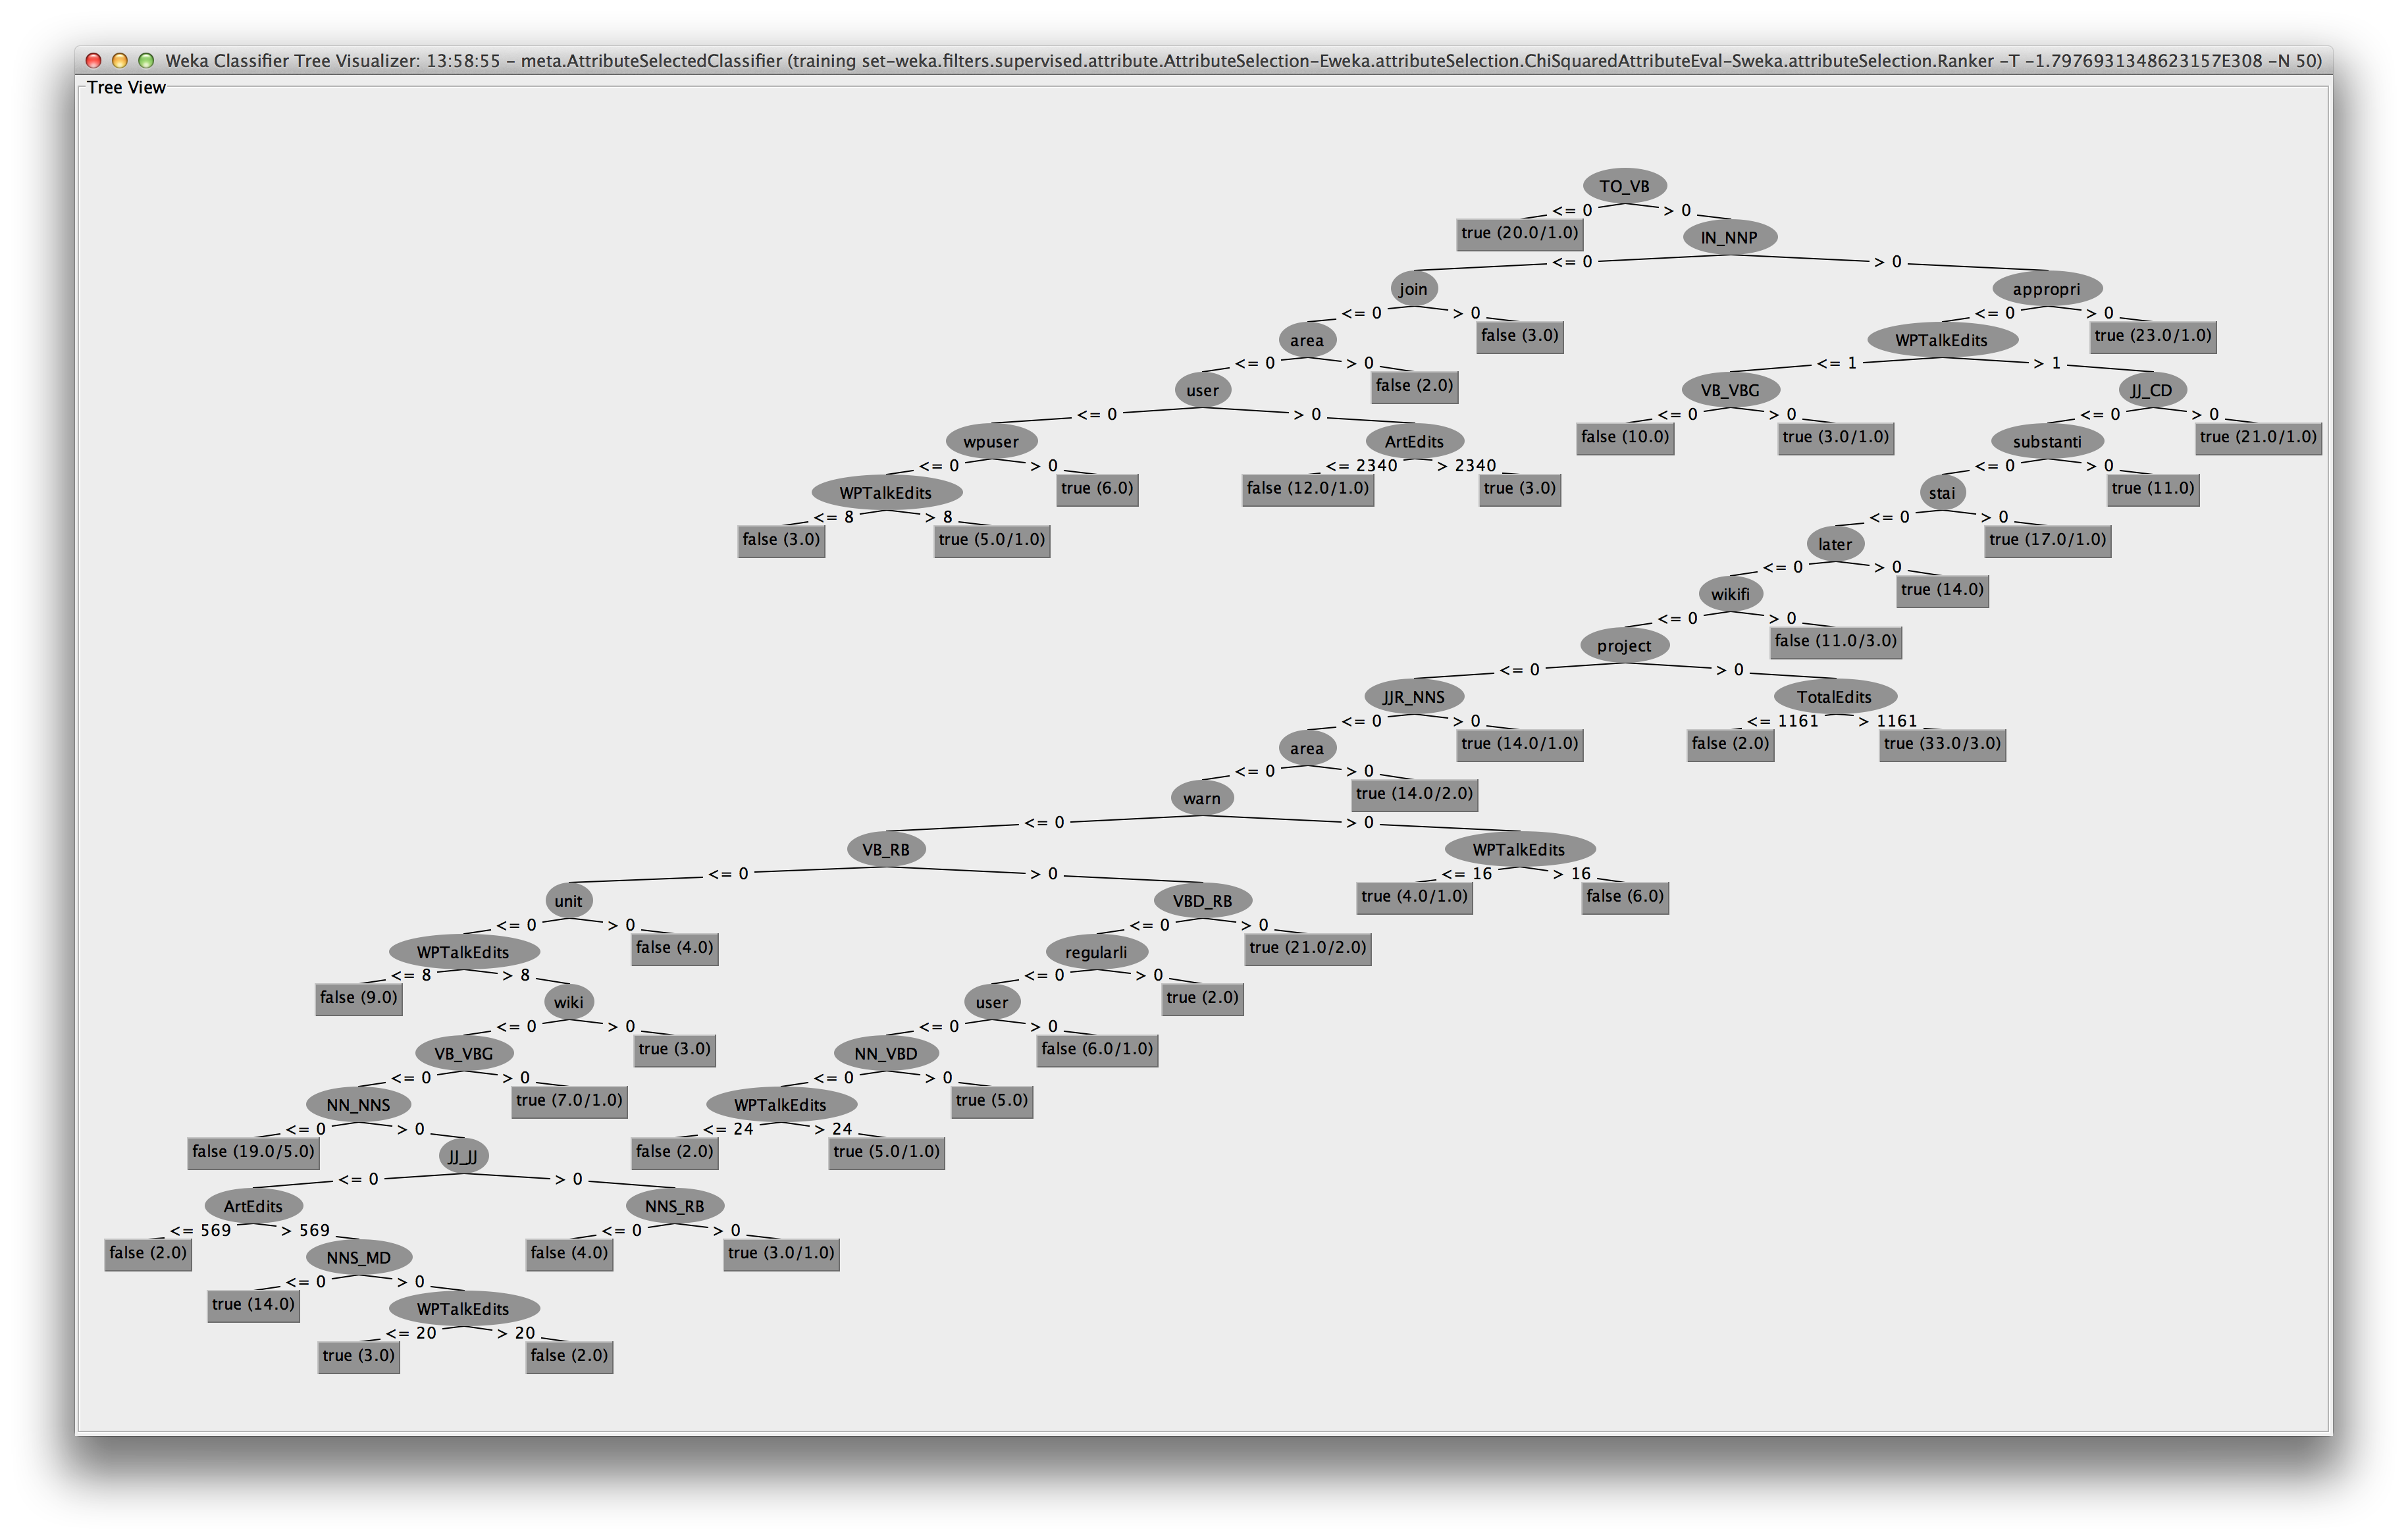 Weka Classifier Tree Visualizer: 13:58:55 – meta.AttributeSelectedClassifier (training set-weka.filters.supervised.attribute.AttributeSelection-Eweka.attributeSelection.ChiSquaredAttributeEval-Sweka.attributeSelection.Ranker -T -1.7976931348623157E308 -N 50)
Tree View
TO_VB
<= 0 > 0
true (20.0/1.0) IN_NNP
<= 0 > 0
join appropri
<= 0 > 0 <= 0 > 0
area false (3.0) WPTalkEdits true (23.0/1.0)
<= 0 > 0 <= 1 > 1
user false (2.0) VB_VBG JJ_CD
<= 0 > 0 <= 0 > 0 <= 0 > 0
wpuser ArtEdits false (10.0) true (3.0/1.0) substanti true (21.0/1.0)
<= 0 > 0 <= 2340 > 2340 <= 0 > 0
WPTalkEdits true (6.0) false (12.0/1.0) true (3.0) stai true (11.0)
<= 8 > 8 <= 0 > 0
false (3.0) true (5.0/1.0) later true (17.0/1.0)
<= 0 > 0
wikifi true (14.0)
<= 0 > 0
project false (11.0/3.0)
<= 0 > 0
JJR_NNS TotalEdits
<= 0 > 0 <= 1161 > 1161
area true (14.0/1.0) false (2.0) true (33.0/3.0)
<= 0 > 0
warn true (14.0/2.0)
<= 0 > 0
VB_RB WPTalkEdits
<= 0 > 0 <= 16 > 16
unit VBD_RB true (4.0/1.0) false (6.0)
<= 0 > 0 <= 0 > 0
WPTalkEdits false (4.0) regularli true (21.0/2.0)
<= 8 > 8 <= 0 > 0
false (9.0) wiki user true (2.0)
<= 0 > 0 <= 0 > 0
VB_VBG true (3.0) NN_VBD false (6.0/1.0)
<= 0 > 0 <= 0 > 0
NN_NNS true (7.0/1.0) WPTalkEdits true (5.0)
<= 0 > 0 <= 24 > 24
false (19.0/5.0) JJ_JJ false (2.0) true (5.0/1.0)
<= 0 > 0
ArtEdits NNS_RB
<= 569 > 569 <= 0 > 0
false (2.0) NNS_MD false (4.0) true (3.0/1.0)
<= 0 > 0
true (14.0) WPTalkEdits
<= 20 > 20
true (3.0) false (2.0)